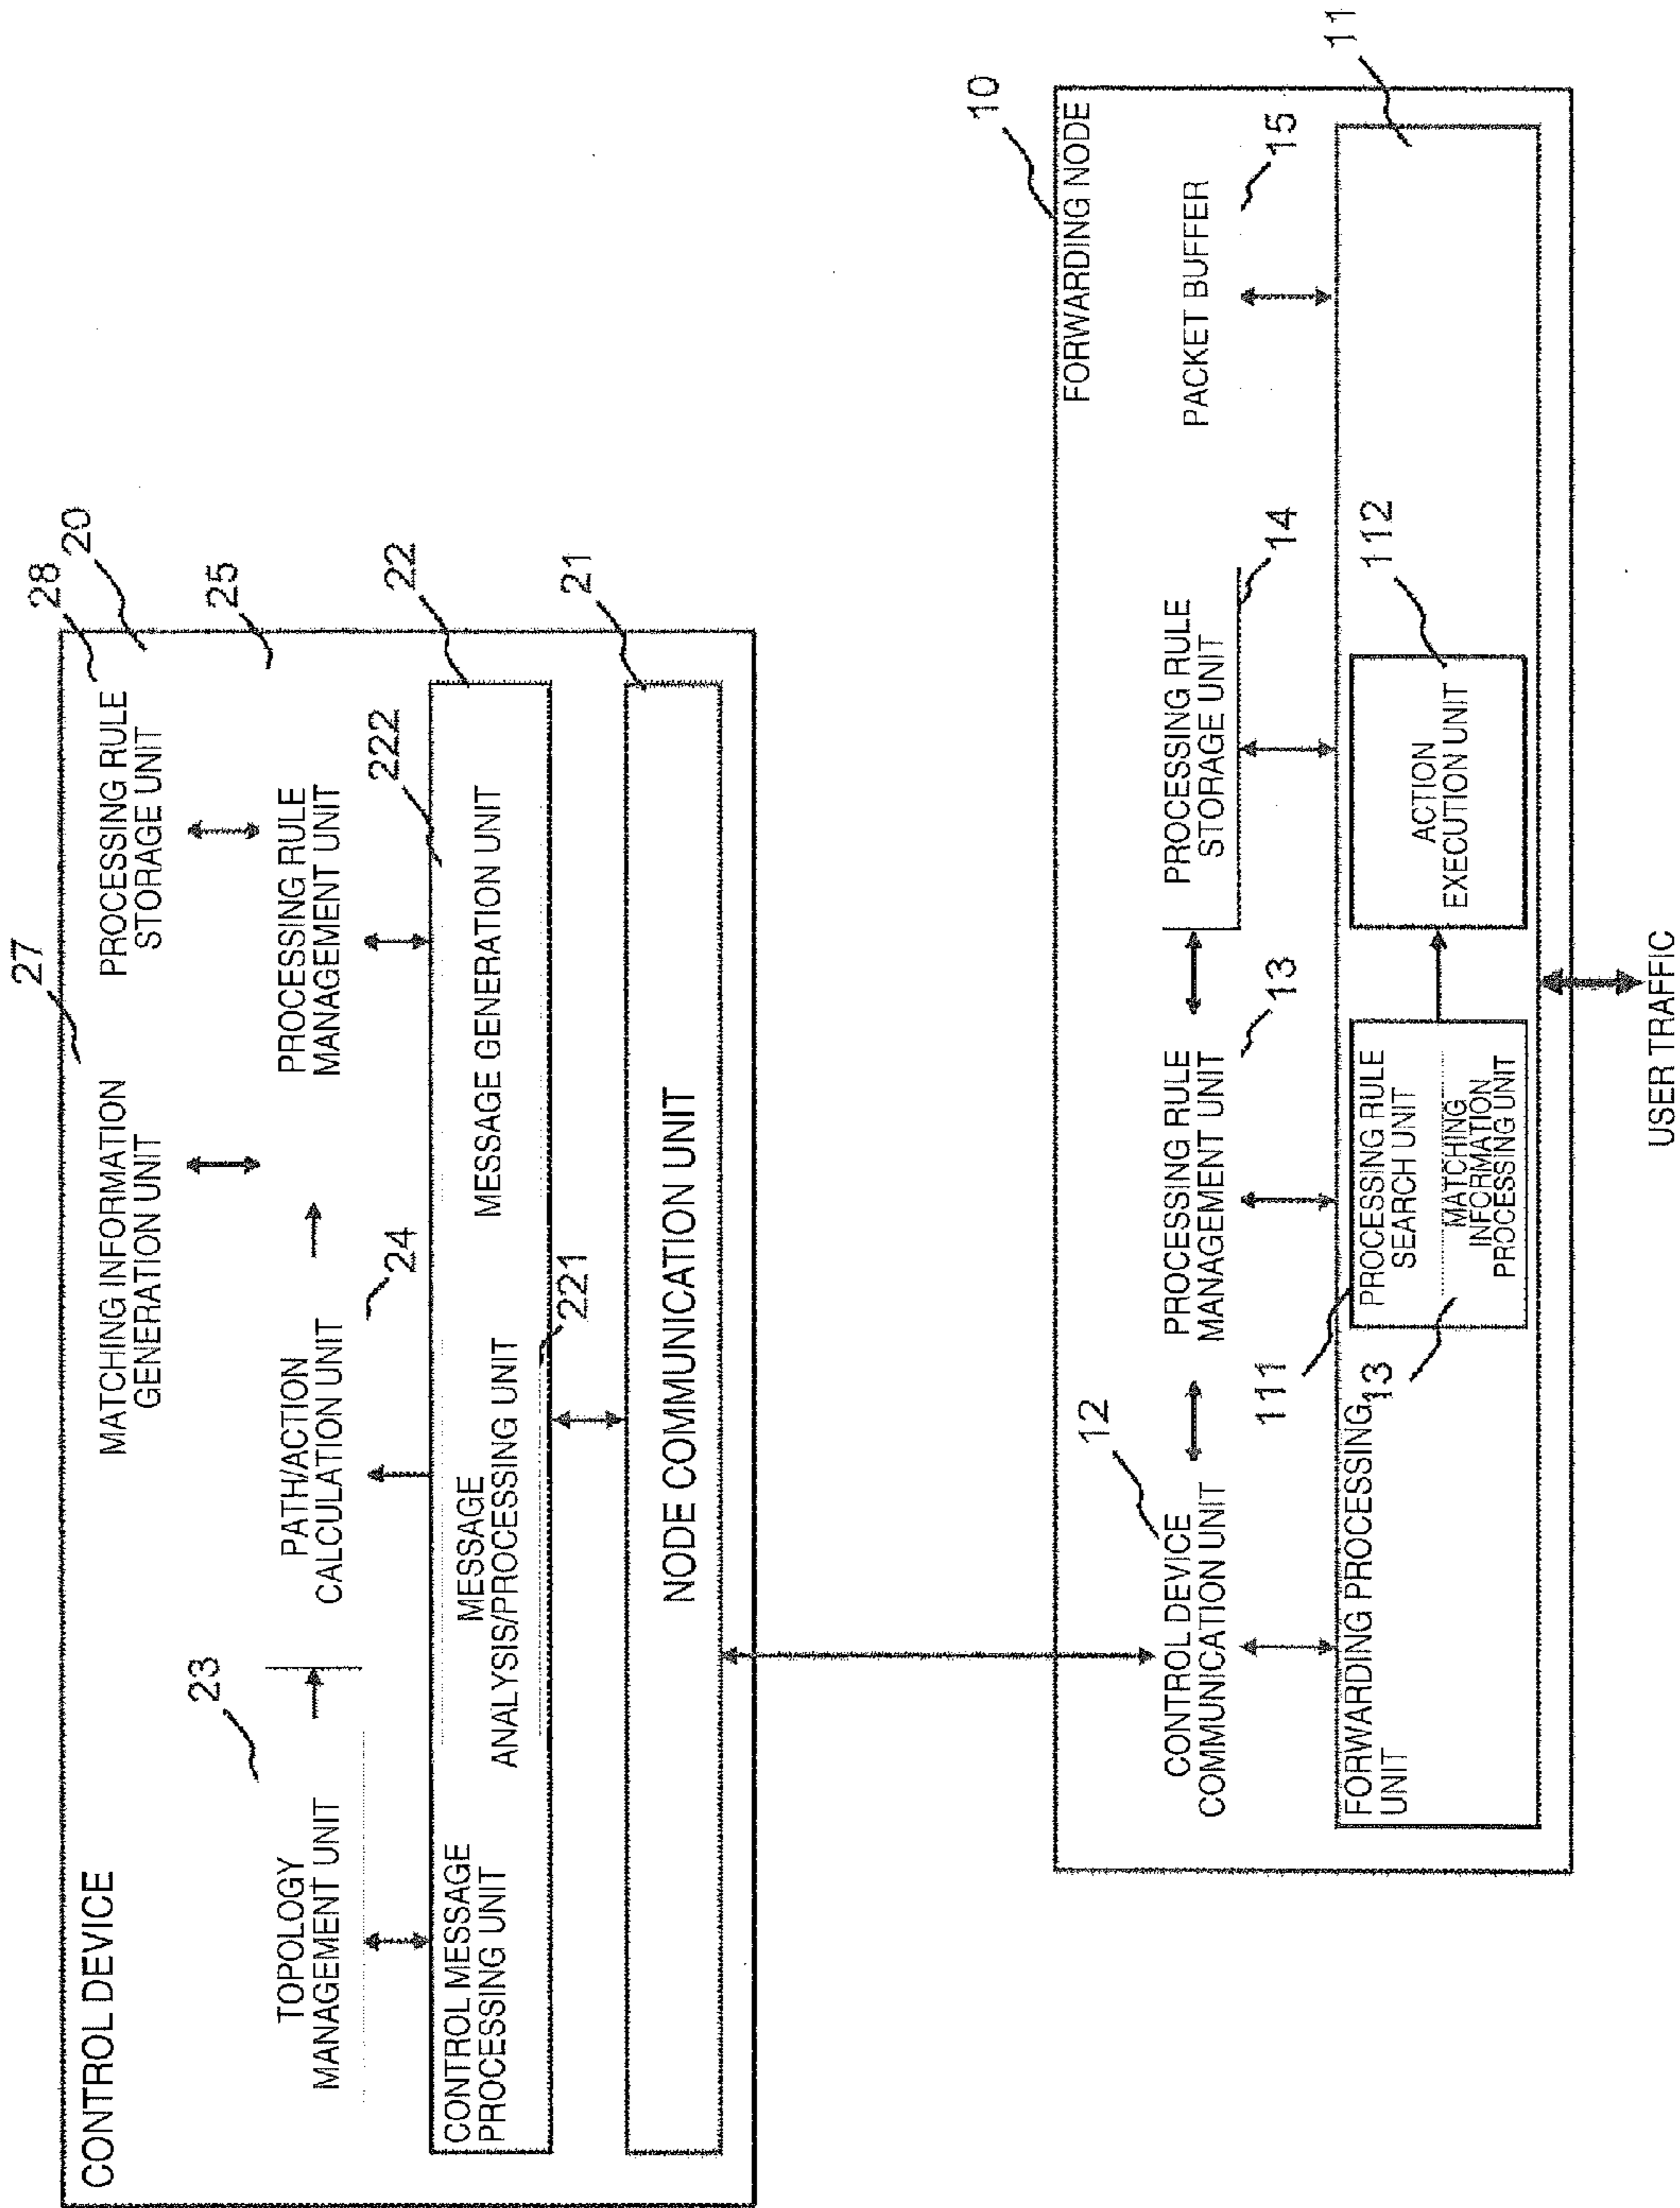 CONTROL DEVICE
27
28
20
MATCHING INFORMATION
GENERATION UNIT
PROCESSING RULE
STORAGE UNIT
23
25
TOPOLOGY
MANAGEMENT UNIT
PATH/ACTION
CALCULATION UNIT
PROCESSING RULE
MANAGEMENT UNIT
24
222
22
CONTROL MESSAGE
PROCESSING UNIT
MESSAGE
ANALYSIS/PROCESSING UNIT
MESSAGE GENERATION UNIT
221
21
NODE COMMUNICATION UNIT
10
FORWARDING NODE
12
CONTROL DEVICE
COMMUNICATION UNIT
PROCESSING RULE
MANAGEMENT UNIT
13
PROCESSING RULE
STORAGE UNIT
14
PACKET BUFFER
15
111
112
11
FORWARDING PROCESSING
UNIT
13
PROCESSING RULE
SEARCH UNIT
MATCHING
INFORMATION
PROCESSING UNIT
ACTION
EXECUTION UNIT
USER TRAFFIC